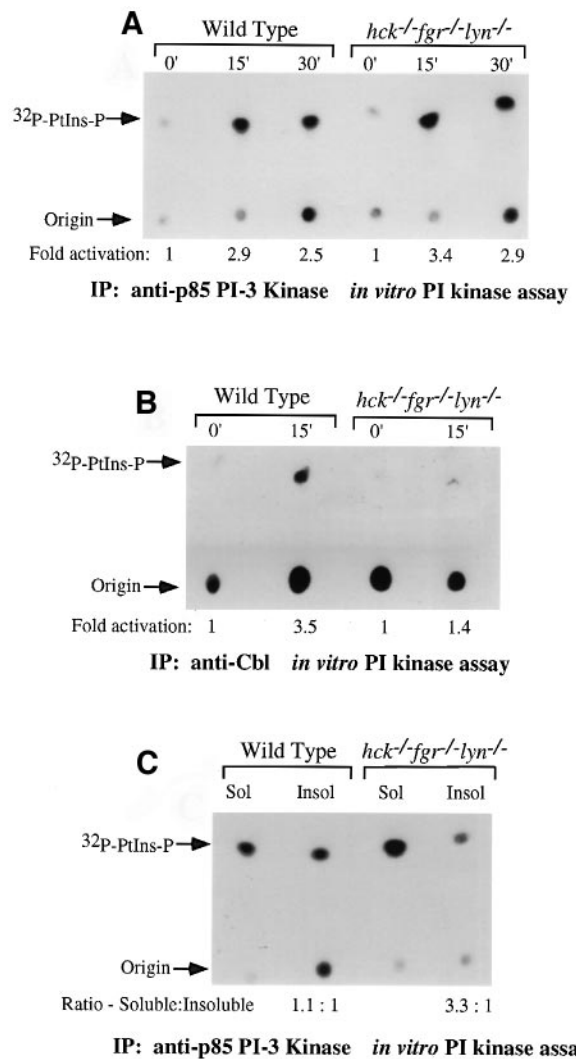 A
Wild Type hck-/-fgr-/-lyn-/-
0' 15' 30' 0' 15' 30'
32P-PtIns-P
Origin
Fold activation: 1 2.9 2.5 1 3.4 2.9
IP: anti-p85 PI-3 Kinase in vitro PI kinase assay
B
Wild Type hck-/-fgr-/-lyn-/-
0' 15' 0' 15'
32P-PtIns-P
Origin
Fold activation: 1 3.5 1 1.4
IP: anti-Cbl in vitro PI kinase assay
C
Wild Type hck-/-fgr-/-lyn-/-
Sol Insol Sol Insol
32P-PtIns-P
Origin
Ratio - Soluble:Insoluble 1.1 : 1 3.3 : 1
IP: anti-p85 PI-3 Kinase in vitro PI kinase assa